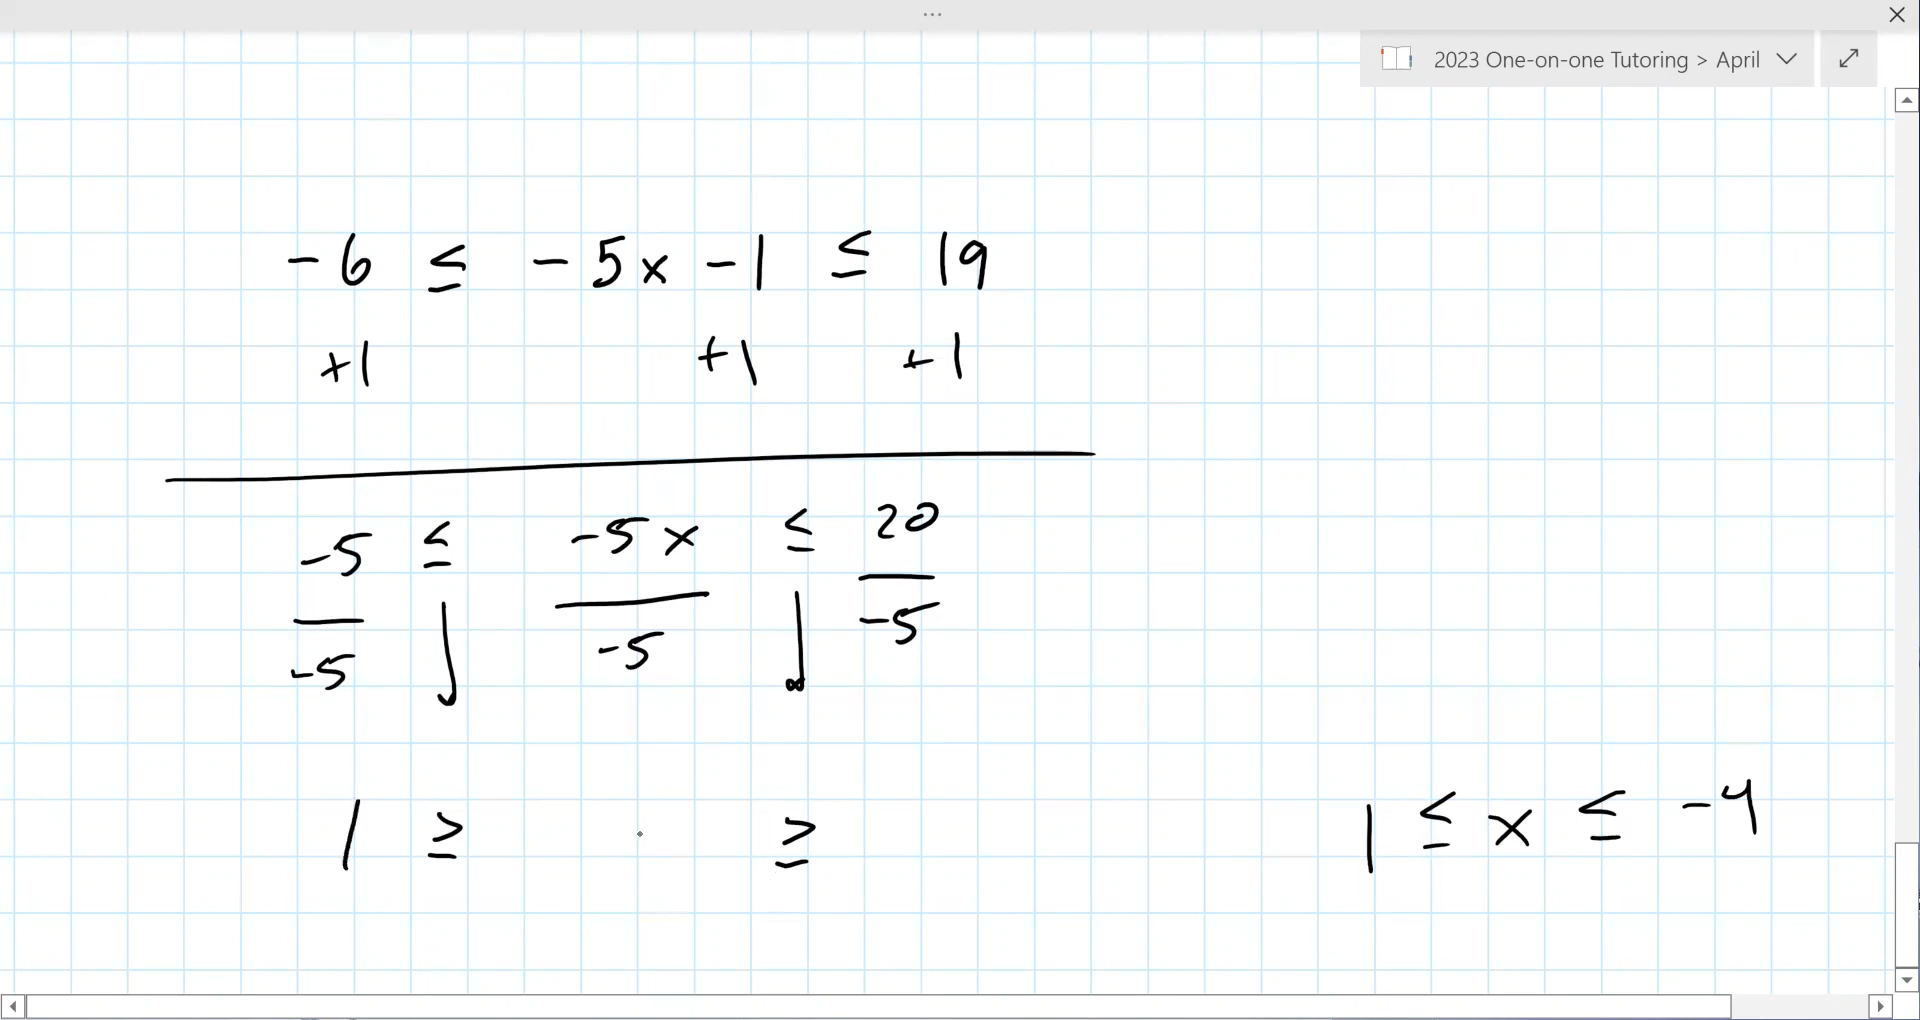 2023 One-on-one Tutoring > April
-6 ≤ -5x -1 ≤ 19
+1 +1 +1
-5 ≤ -5x ≤ 20
-5 -5 -5
1 ≥ ≥
1 ≤ x ≤ -4